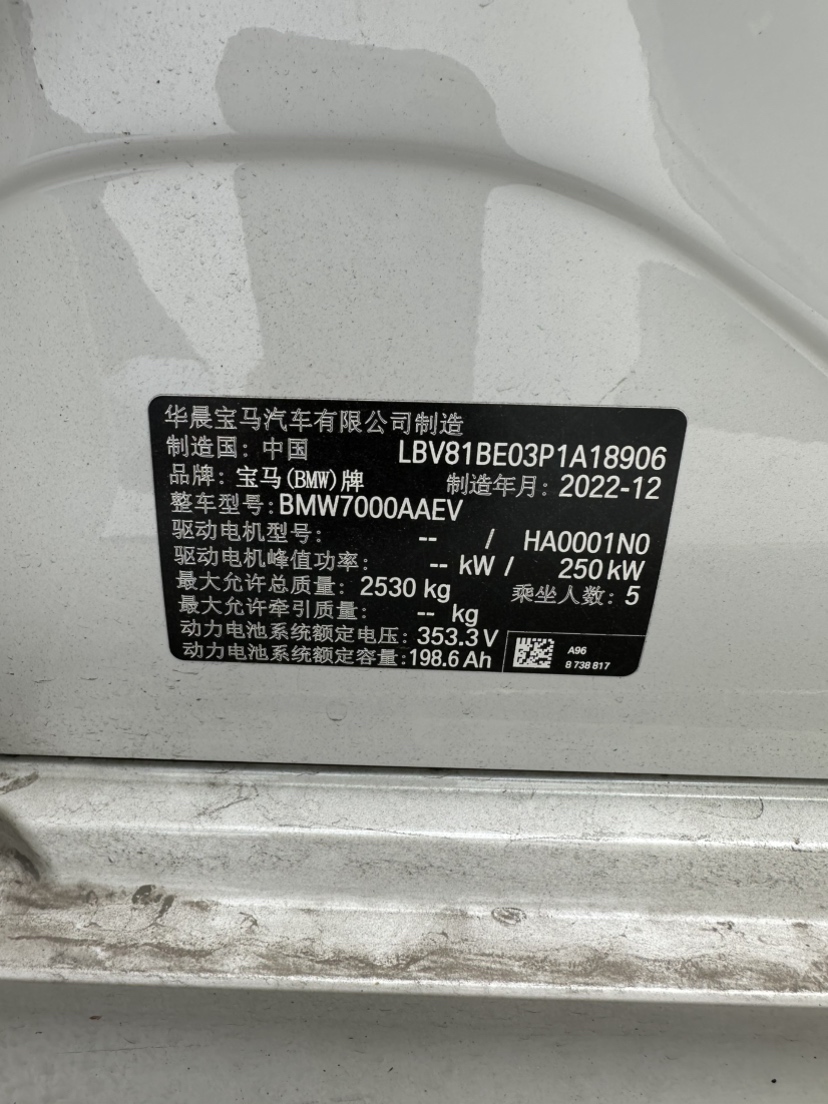 华晨宝马汽车有限公司制造
制造国: 中国 LBV81BE03P1A18906
品牌: 宝马(BMW)牌 制造年月: 2022-12
整车型号: BMW7000AAEV
驱动电机型号: -- / HA0001N0
驱动电机峰值功率: -- kW / 250 kW
最大允许总质量: 2530 kg 乘坐人数: 5
最大允许牵引质量: -- kg
动力电池系统额定电压: 353.3 V
动力电池系统额定容量: 198.6 Ah
A96
8 738 817